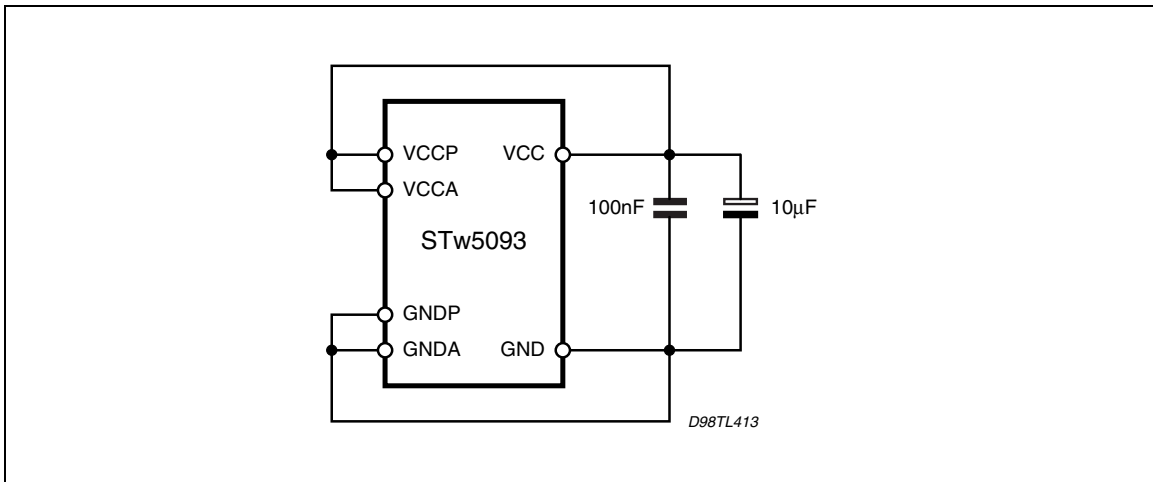 VCCP VCC
VCCA
100nF 10μF
STw5093
GNDP
GNDA GND
D98TL413